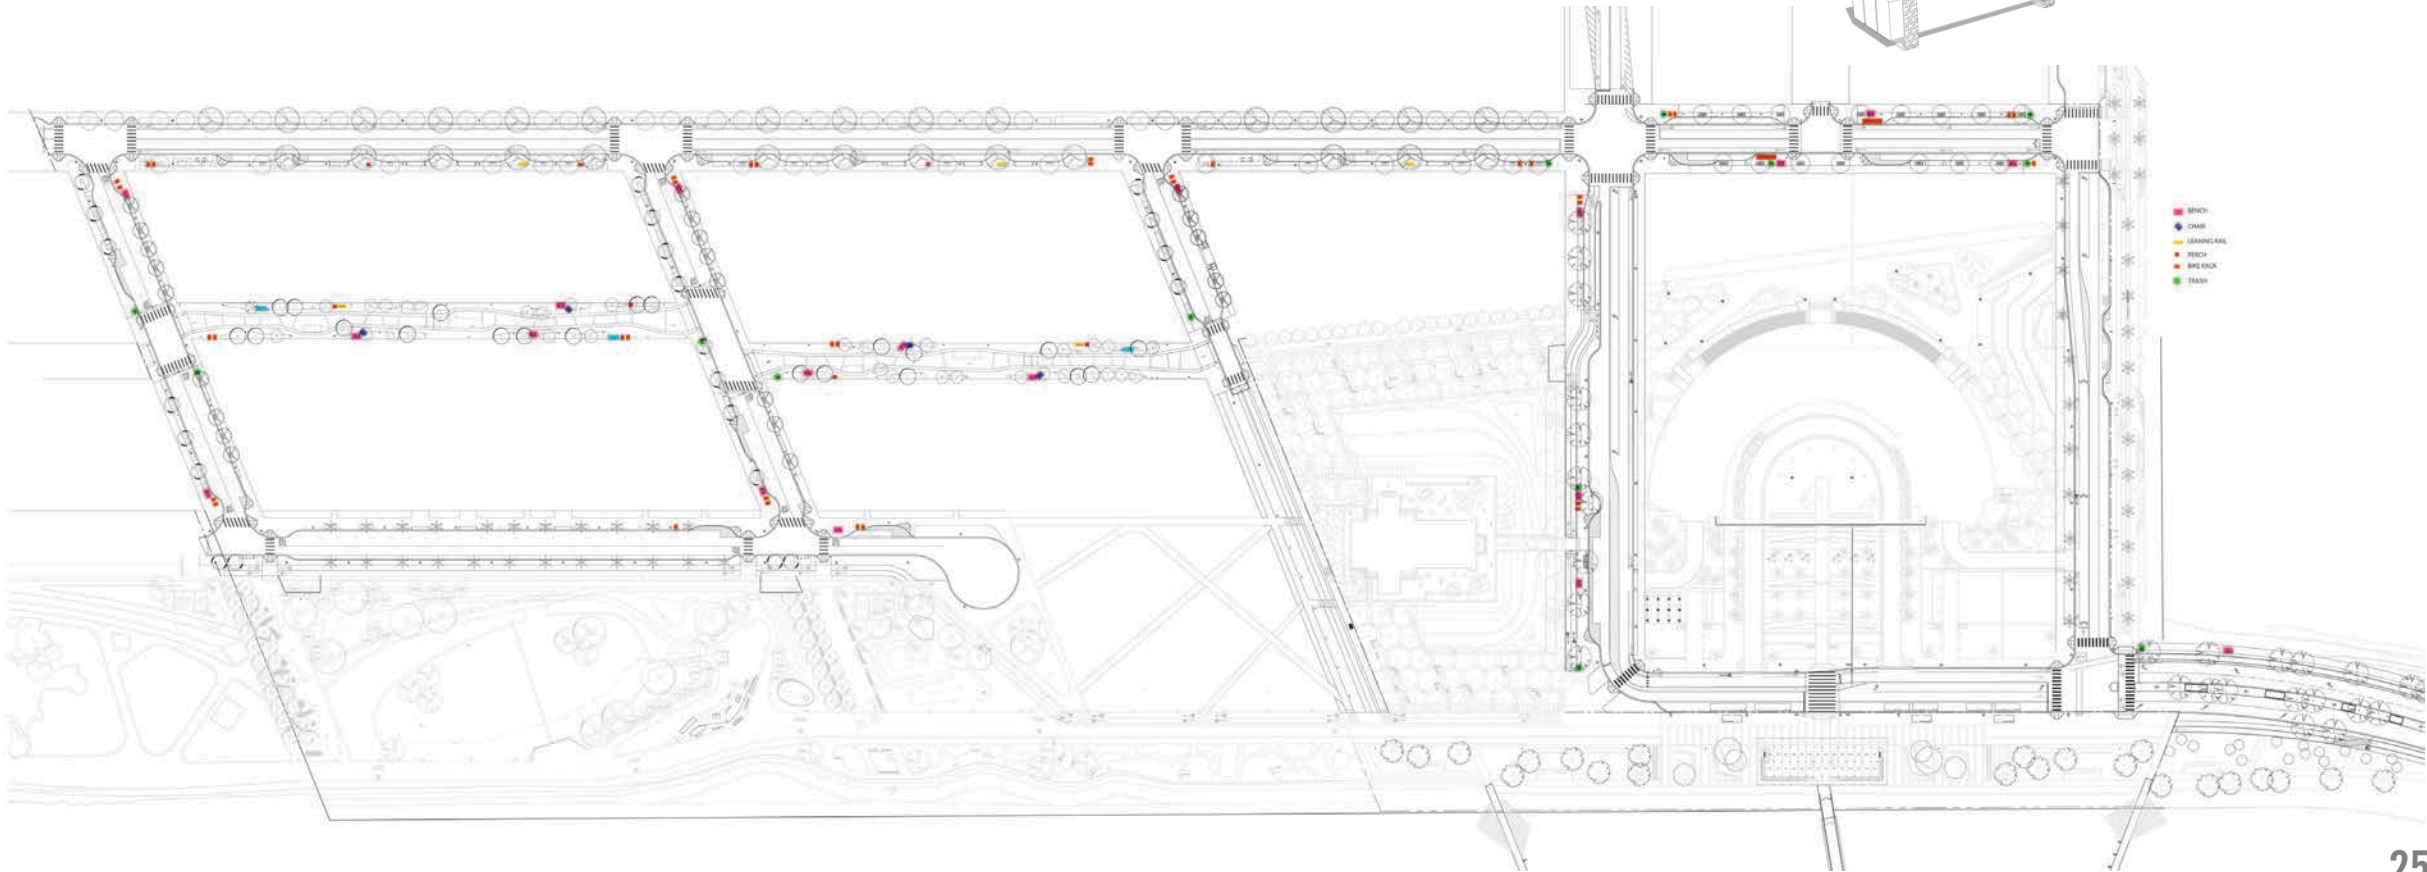 BENCH
CHAIR
LEANING RAIL
PERCH
BIKE RACK
TRASH
25